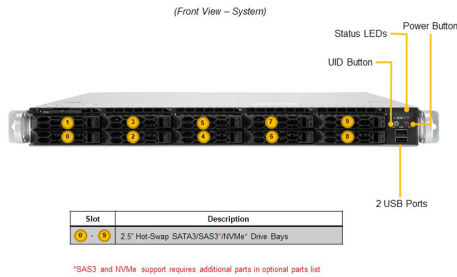 (Front View – System)
Status LEDs
Power Button
UID Button
1 3 5 7 9
0 2 4 6 8
2 USB Ports
Slot Description
0 - 9 2.5" Hot-Swap SATA3/SAS3*/NVMe* Drive Bays
*SAS3 and NVMe support requires additional parts in optional parts list